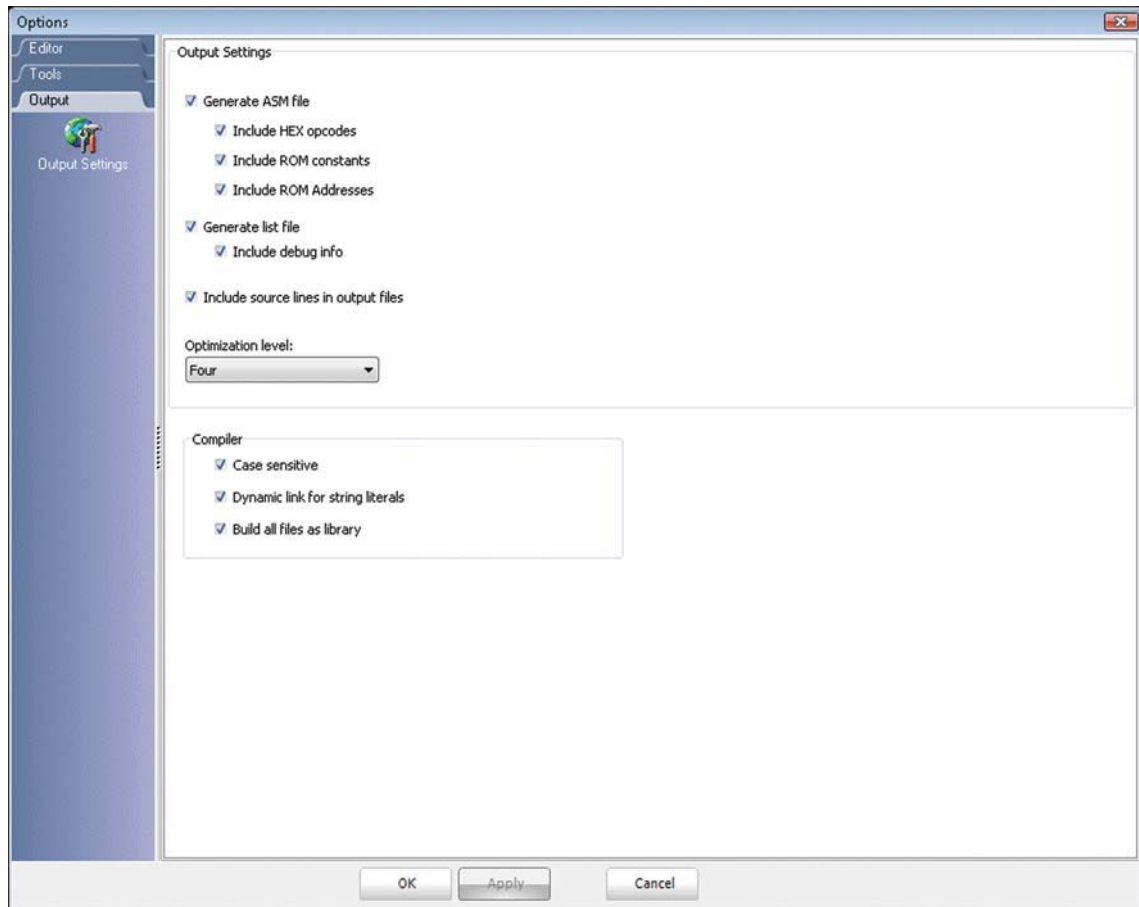 Options
Editor
Tools
Output
Output Settings
Output Settings
Generate ASM file
Include HEX opcodes
Include ROM constants
Include ROM Addresses
Generate list file
Include debug info
Include source lines in output files
Optimization level:
Four
Compiler
Case sensitive
Dynamic link for string literals
Build all files as library
OK
Apply
Cancel